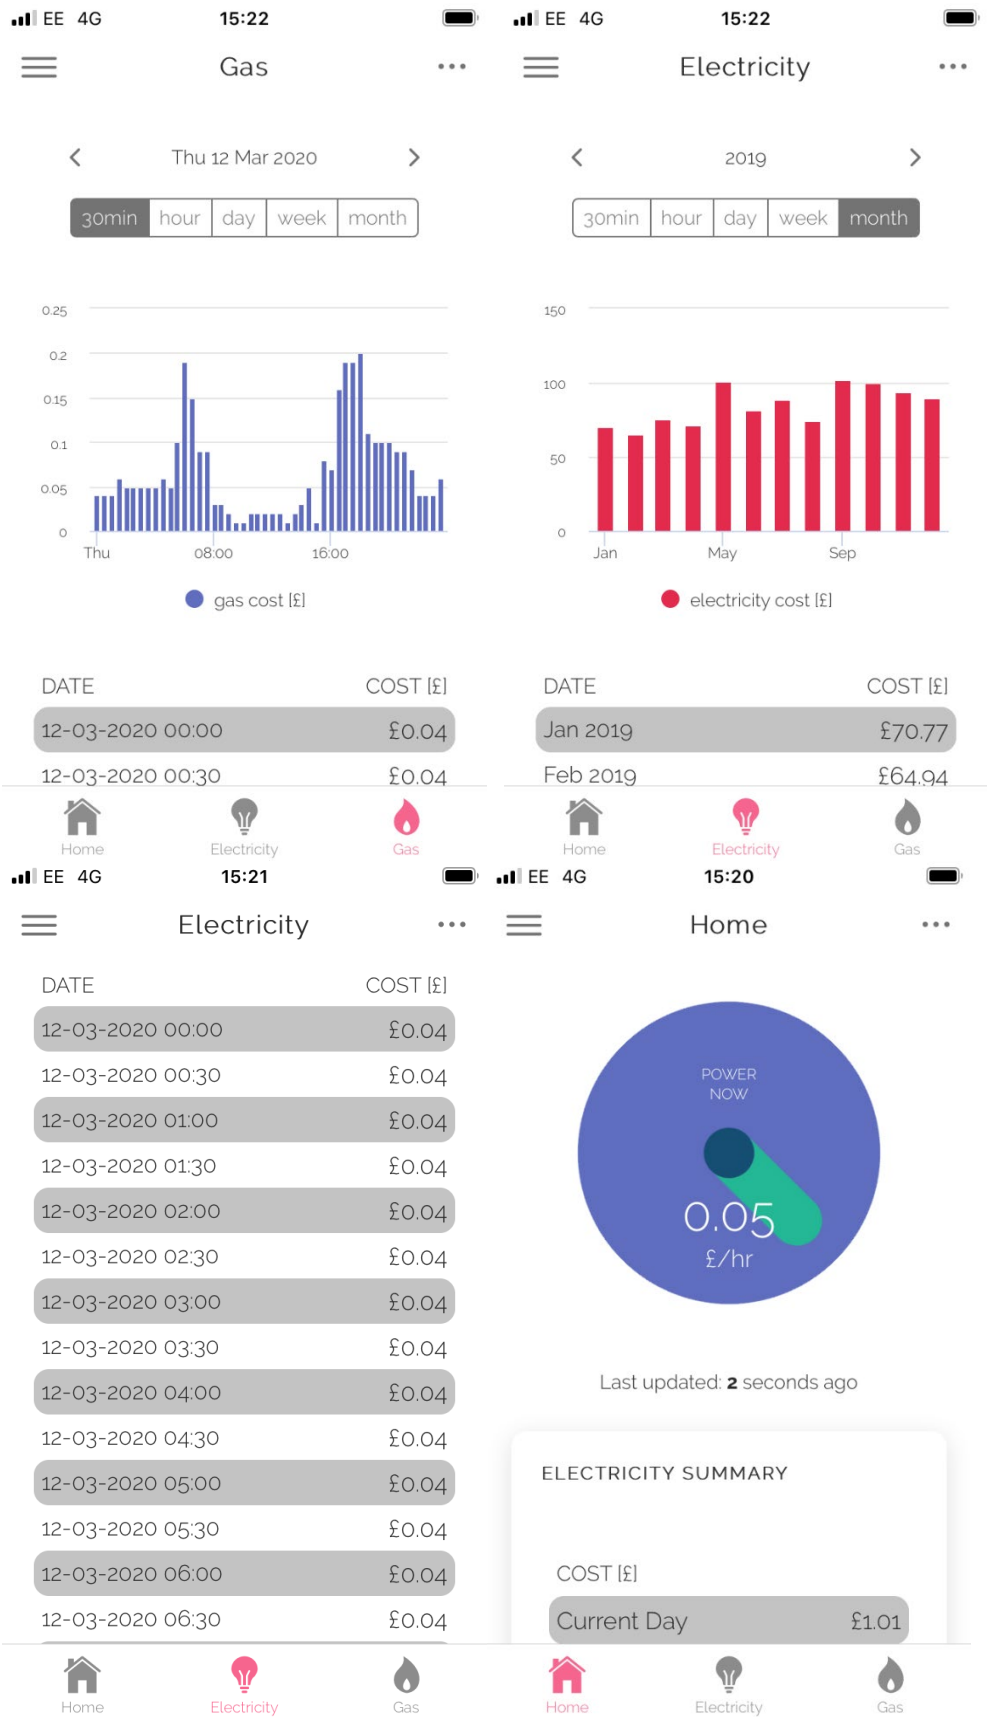 EE 4G 15:22
Gas
Thu 12 Mar 2020
30min hour day week month
0.25
0.2
0.15
0.1
0.05
0
Thu 08:00 16:00
gas cost [£]
DATE COST [£]
12-03-2020 00:00 £0.04
12-03-2020 00:30 £0.04
Home Electricity Gas
EE 4G 15:22
Electricity
2019
30min hour day week month
150
100
50
0
Jan May Sep
electricity cost [£]
DATE COST [£]
Jan 2019 £70.77
Feb 2019 £64.94
Home Electricity Gas
EE 4G 15:21
Electricity
DATE COST [£]
12-03-2020 00:00 £0.04
12-03-2020 00:30 £0.04
12-03-2020 01:00 £0.04
12-03-2020 01:30 £0.04
12-03-2020 02:00 £0.04
12-03-2020 02:30 £0.04
12-03-2020 03:00 £0.04
12-03-2020 03:30 £0.04
12-03-2020 04:00 £0.04
12-03-2020 04:30 £0.04
12-03-2020 05:00 £0.04
12-03-2020 05:30 £0.04
12-03-2020 06:00 £0.04
12-03-2020 06:30 £0.04
Home Electricity Gas
EE 4G 15:20
Home
POWER
NOW
0.05
£/hr
Last updated: 2 seconds ago
ELECTRICITY SUMMARY
COST [£]
Current Day £1.01
Home Electricity Gas